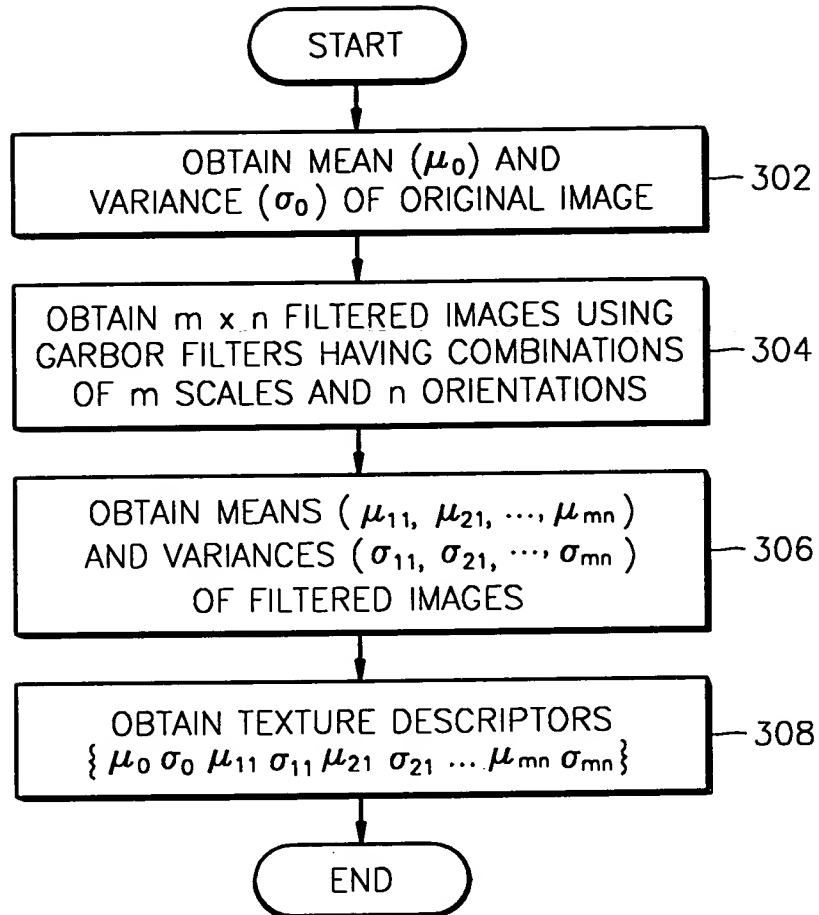 START
OBTAIN MEAN (μ0) AND
VARIANCE (σ0) OF ORIGINAL IMAGE
302
OBTAIN m x n FILTERED IMAGES USING
GARBOR FILTERS HAVING COMBINATIONS
OF m SCALES AND n ORIENTATIONS
304
OBTAIN MEANS (μ11, μ21, ..., μmn)
AND VARIANCES (σ11, σ21, ..., σmn)
OF FILTERED IMAGES
306
OBTAIN TEXTURE DESCRIPTORS
{μ0 σ0 μ11 σ11 μ21 σ21 ... μmn σmn}
308
END